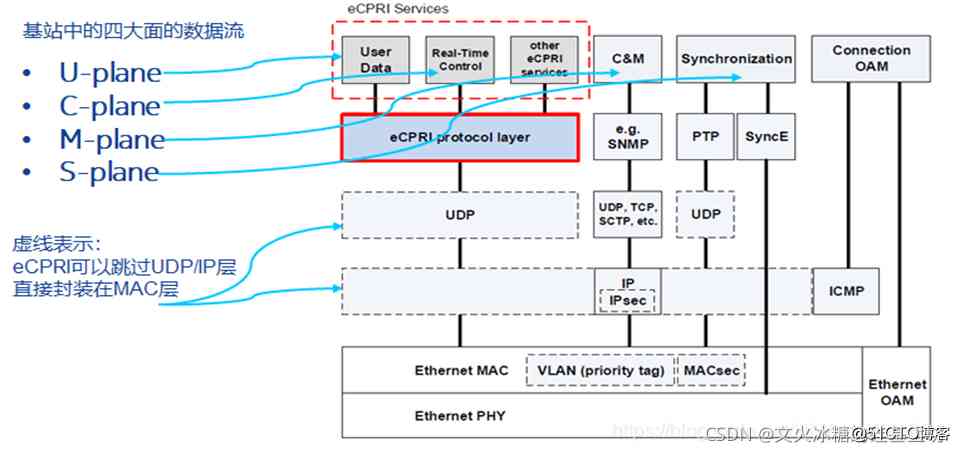 eCPRI Services
基站中的四大面的数据流
• U-plane
• C-plane
• M-plane
• S-plane
User
Data
Real-Time
Control
other
eCPRI
services
C&M
Synchronization
Connection
OAM
eCPRI protocol layer
e.g.
SNMP
PTP
SyncE
UDP
UDP, TCP,
SCTP, etc.
UDP
虚线表示:
eCPRI可以跳过UDP/IP层
直接封装在MAC层
IP
IPsec
ICMP
Ethernet MAC
VLAN (priority tag)
MACsec
Ethernet
OAM
Ethernet PHY
CSDN @文火冰糖
@51CTO博客